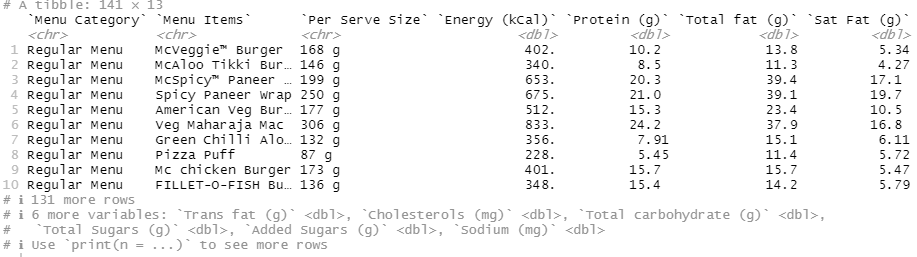 # A tibble: 141 × 13
`Menu Category` `Menu Items` `Per Serve Size` `Energy (kCal)` `Protein (g)` `Total fat (g)` `Sat Fat (g)`
<chr> <chr> <chr> <dbl> <dbl> <dbl> <dbl>
1 Regular Menu McVeggie™ Burger 168 g 402. 10.2 13.8 5.34
2 Regular Menu McAloo Tikki Bur… 146 g 340. 8.5 11.3 4.27
3 Regular Menu McSpicy™ Paneer … 199 g 653. 20.3 39.4 17.1
4 Regular Menu Spicy Paneer Wrap 250 g 675. 21.0 39.1 19.7
5 Regular Menu American Veg Bur… 177 g 512. 15.3 23.4 10.5
6 Regular Menu Veg Maharaja Mac 306 g 833. 24.2 37.9 16.8
7 Regular Menu Green Chilli Alo… 132 g 356. 7.91 15.1 6.11
8 Regular Menu Pizza Puff 87 g 228. 5.45 11.4 5.72
9 Regular Menu Mc chicken Burger 173 g 401. 15.7 15.7 5.47
10 Regular Menu FILLET-O-FISH Bu… 136 g 348. 15.4 14.2 5.79
# ℹ 131 more rows
# ℹ 6 more variables: `Trans fat (g)` <dbl>, `Cholesterols (mg)` <dbl>, `Total carbohydrate (g)` <dbl>,
# `Total Sugars (g)` <dbl>, `Added Sugars (g)` <dbl>, `Sodium (mg)` <dbl>
# ℹ Use `print(n = ...)` to see more rows